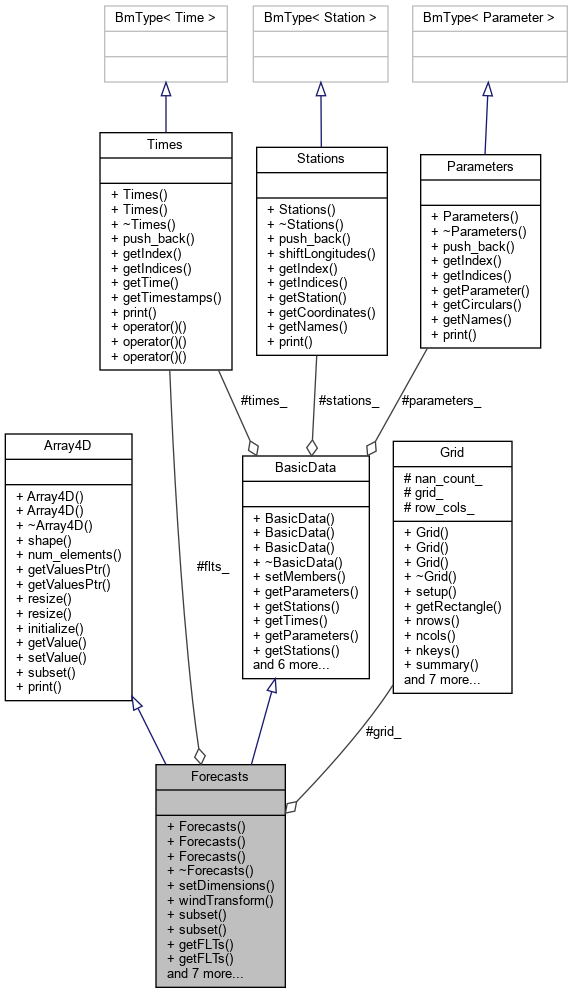 BmType< Time >
BmType< Station >
BmType< Parameter >
Times
+ Times()
+ Times()
+ ~Times()
+ push_back()
+ getIndex()
+ getIndices()
+ getTime()
+ getTimestamps()
+ print()
+ operator()()
+ operator()()
+ operator()()
Stations
+ Stations()
+ ~Stations()
+ push_back()
+ shiftLongitudes()
+ getIndex()
+ getIndices()
+ getStation()
+ getCoordinates()
+ getNames()
+ print()
Parameters
+ Parameters()
+ ~Parameters()
+ push_back()
+ getIndex()
+ getIndices()
+ getParameter()
+ getCirculars()
+ getNames()
+ print()
#times_
#stations_
#parameters_
Array4D
+ Array4D()
+ Array4D()
+ ~Array4D()
+ shape()
+ num_elements()
+ getValuesPtr()
+ getValuesPtr()
+ resize()
+ resize()
+ initialize()
+ getValue()
+ setValue()
+ subset()
+ print()
#flts_
BasicData
+ BasicData()
+ BasicData()
+ BasicData()
+ ~BasicData()
+ setMembers()
+ getParameters()
+ getStations()
+ getTimes()
+ getParameters()
+ getStations()
and 6 more...
Grid
# nan_count_
# grid_
# row_cols_
+ Grid()
+ Grid()
+ Grid()
+ ~Grid()
+ setup()
+ getRectangle()
+ nrows()
+ ncols()
+ nkeys()
+ summary()
and 7 more...
#grid_
Forecasts
+ Forecasts()
+ Forecasts()
+ Forecasts()
+ ~Forecasts()
+ setDimensions()
+ windTransform()
+ subset()
+ subset()
+ getFLTs()
+ getFLTs()
and 7 more...